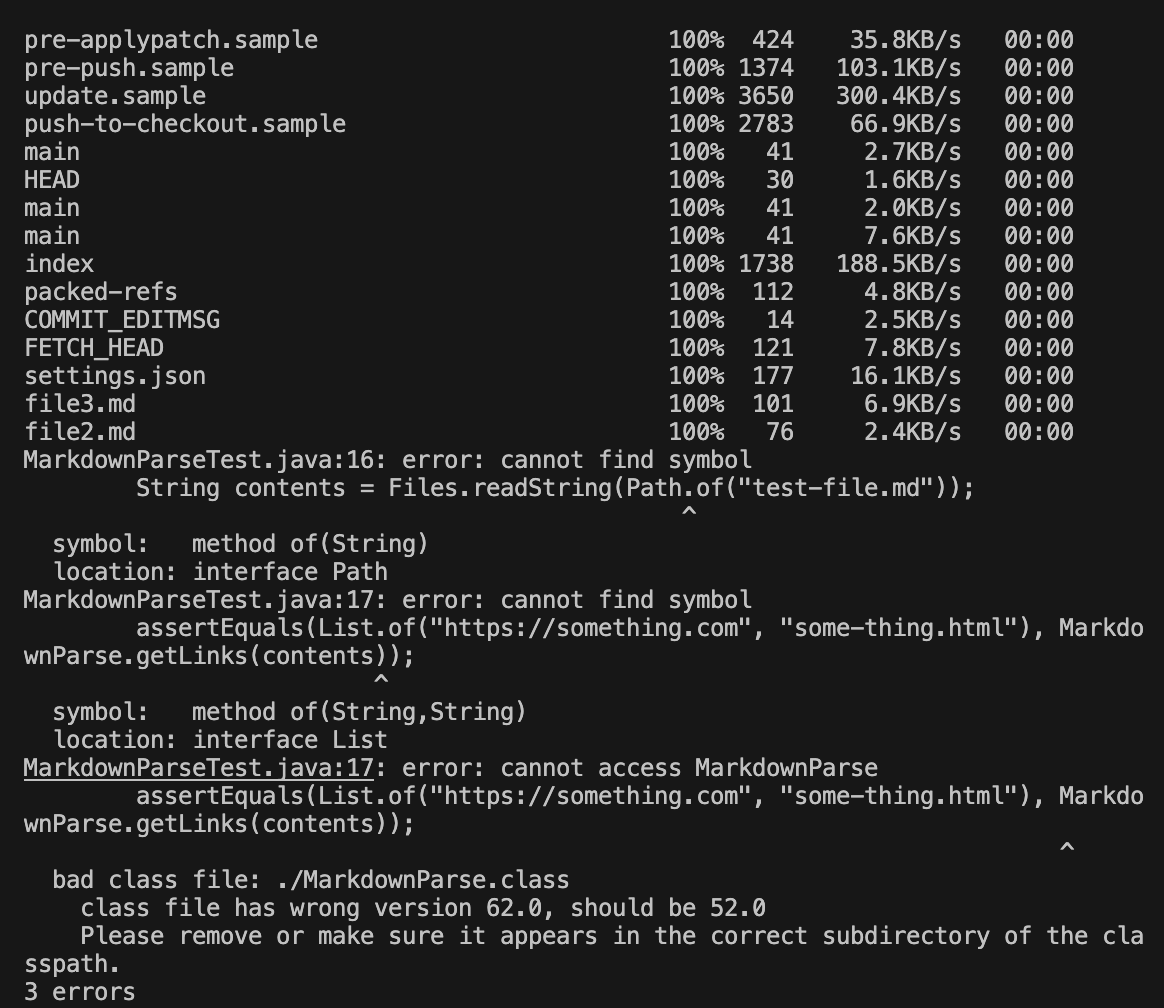 pre-applypatch.sample 100% 424 35.8KB/s 00:00
pre-push.sample 100% 1374 103.1KB/s 00:00
update.sample 100% 3650 300.4KB/s 00:00
push-to-checkout.sample 100% 2783 66.9KB/s 00:00
main 100% 41 2.7KB/s 00:00
HEAD 100% 30 1.6KB/s 00:00
main 100% 41 2.0KB/s 00:00
main 100% 41 7.6KB/s 00:00
index 100% 1738 188.5KB/s 00:00
packed-refs 100% 112 4.8KB/s 00:00
COMMIT_EDITMSG 100% 14 2.5KB/s 00:00
FETCH_HEAD 100% 121 7.8KB/s 00:00
settings.json 100% 177 16.1KB/s 00:00
file3.md 100% 101 6.9KB/s 00:00
file2.md 100% 76 2.4KB/s 00:00
MarkdownParseTest.java:16: error: cannot find symbol
        String contents = Files.readString(Path.of("test-file.md"));
                                               ^
  symbol:   method of(String)
  location: interface Path
MarkdownParseTest.java:17: error: cannot find symbol
        assertEquals(List.of("https://something.com", "some-thing.html"), Markdo
wnParse.getLinks(contents));
                         ^
  symbol:   method of(String,String)
  location: interface List
MarkdownParseTest.java:17: error: cannot access MarkdownParse
        assertEquals(List.of("https://something.com", "some-thing.html"), Markdo
wnParse.getLinks(contents));
                                                                          ^
  bad class file: ./MarkdownParse.class
    class file has wrong version 62.0, should be 52.0
    Please remove or make sure it appears in the correct subdirectory of the cla
sspath.
3 errors